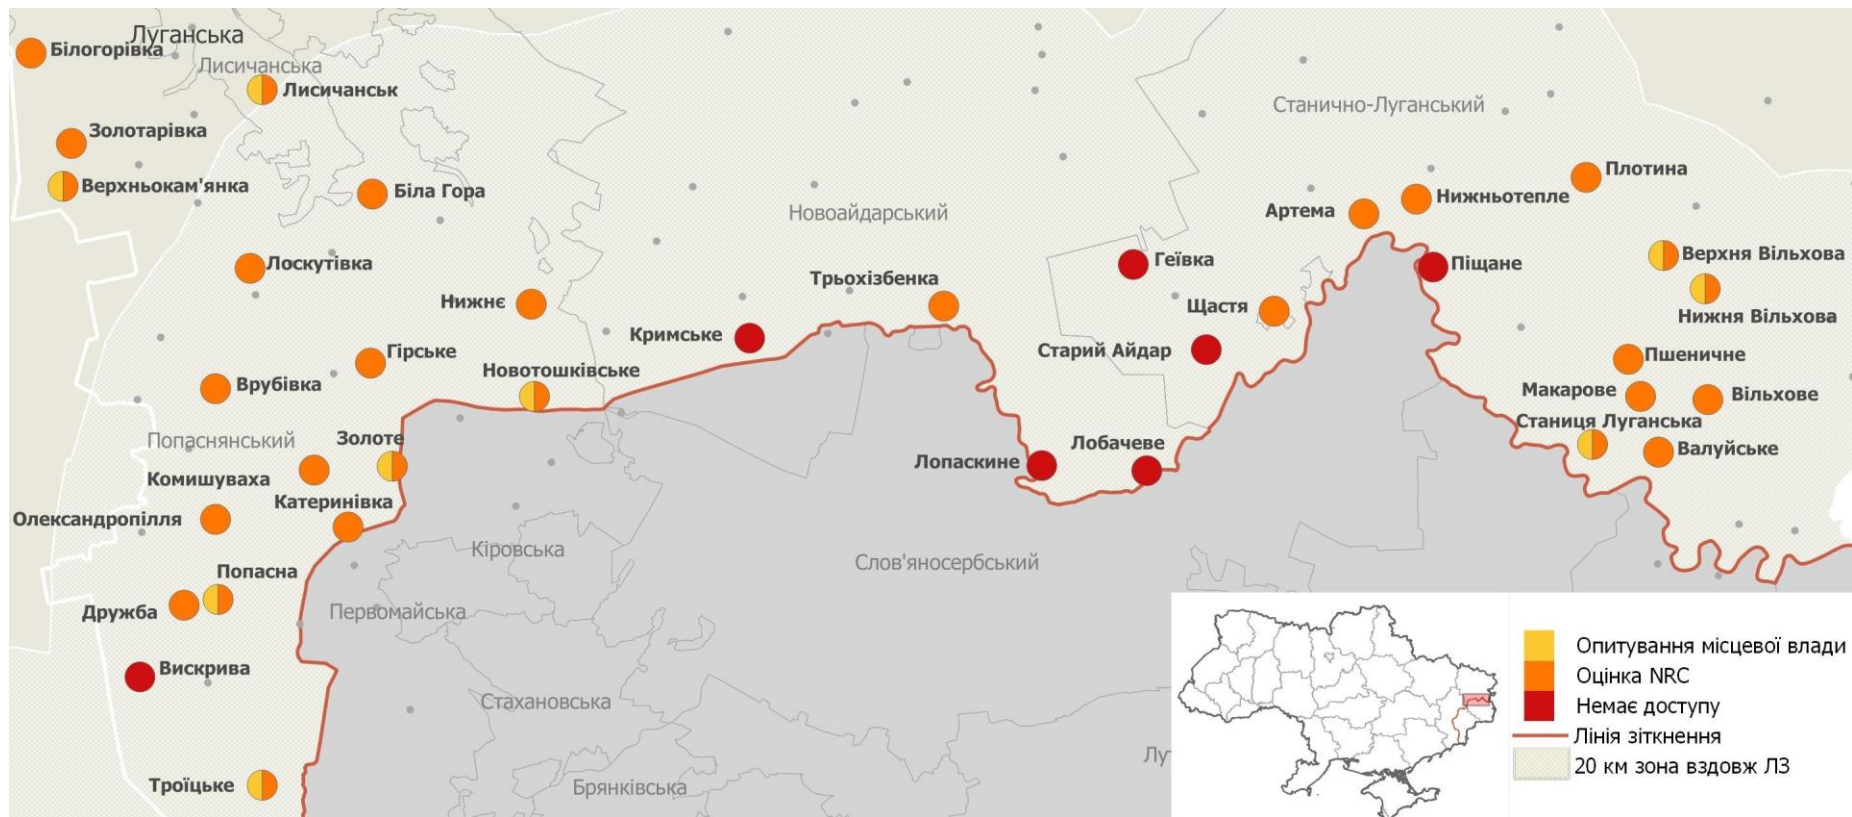 Луганська
Білогорівка
Лисичанська
Лисичанськ
Станично-Луганський
Золотарівка
Плотина
Верхньокам'янка
Біла Гора
Нижньотепле
Новоайдарський
Артема
Лоскутівка
Геївка
Піщане
Верхня Вільхова
Трьохізбенка
Нижнє
Щастя
Нижня Вільхова
Кримське
Гірське
Старий Айдар
Пшеничне
Новотошківське
Врубівка
Макарове
Вільхове
Станиця Луганська
Попаснянський
Золоте
Лобачеве
Валуйське
Лопаскине
Комишуваха
Катеринівка
Олександропілля
Кіровська
Слов'яносербський
Попасна
Дружба
Первомайська
Вискрива
Стахановська
Троїцьке
Брянківська
Лу
Опитування місцевої влади
Оцінка NRC
Немає доступу
Лінія зіткнення
20 км зона вздовж ЛЗ